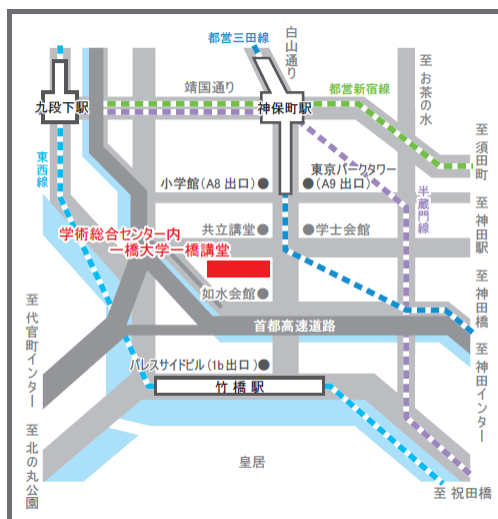 都営三田線
白山通り
至 お茶の水
靖国通り
都営新宿線
九段下駅
神保町駅
至 須田町
東西線
小学館(A8 出口)
東京パークタワー
(A9 出口)
半蔵門線
至 神田駅
学術総合センター内
一橋大学一橋講堂
共立講堂
学士会館
如水会館
至 神田橋
至 代官町インター
首都高速道路
至 神田インター
パレスサイドビル(1b 出口)
竹橋駅
至 北の丸公園
皇居
至 祝田橋